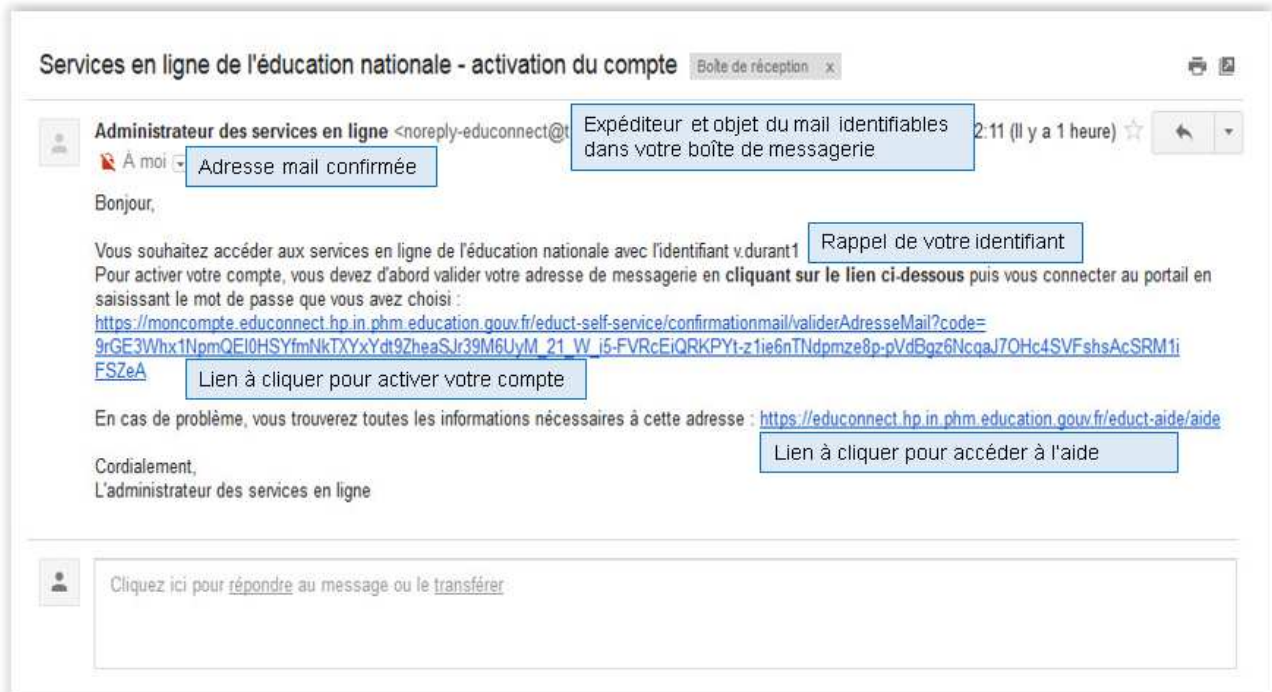 Services en ligne de l'éducation nationale - activation du compte Boîte de réception x
Administrateur des services en ligne <noreply-educonnect@t
Expéditeur et objet du mail identifiables
dans votre boîte de messagerie
2:11 (Il y a 1 heure)
À moi
Adresse mail confirmée
Bonjour,
Vous souhaitez accéder aux services en ligne de l'éducation nationale avec l'identifiant v.durant1
Rappel de votre identifiant
Pour activer votre compte, vous devez d'abord valider votre adresse de messagerie en cliquant sur le lien ci-dessous puis vous connecter au portail en
saisissant le mot de passe que vous avez choisi :
https://moncompte.educonnect.hp.in.phm.education.gouv.fr/educt-self-service/confirmationmail/validerAdresseMail?code=
9rGE3Whx1NpmQEI0HSYfmNkTXYxYdt9ZheaSJr39M6UyM_21_W_i5-FVRcEiQRKPYt-z1ie6nTNdpmze8p-pVdBgz6NcqaJ7OHc4SVFshsAcSRM1i
FSZeA
Lien à cliquer pour activer votre compte
En cas de problème, vous trouverez toutes les informations nécessaires à cette adresse : https://educonnect.hp.in.phm.education.gouv.fr/educt-aide/aide
Lien à cliquer pour accéder à l'aide
Cordialement,
L'administrateur des services en ligne
Cliquez ici pour répondre au message ou le transférer